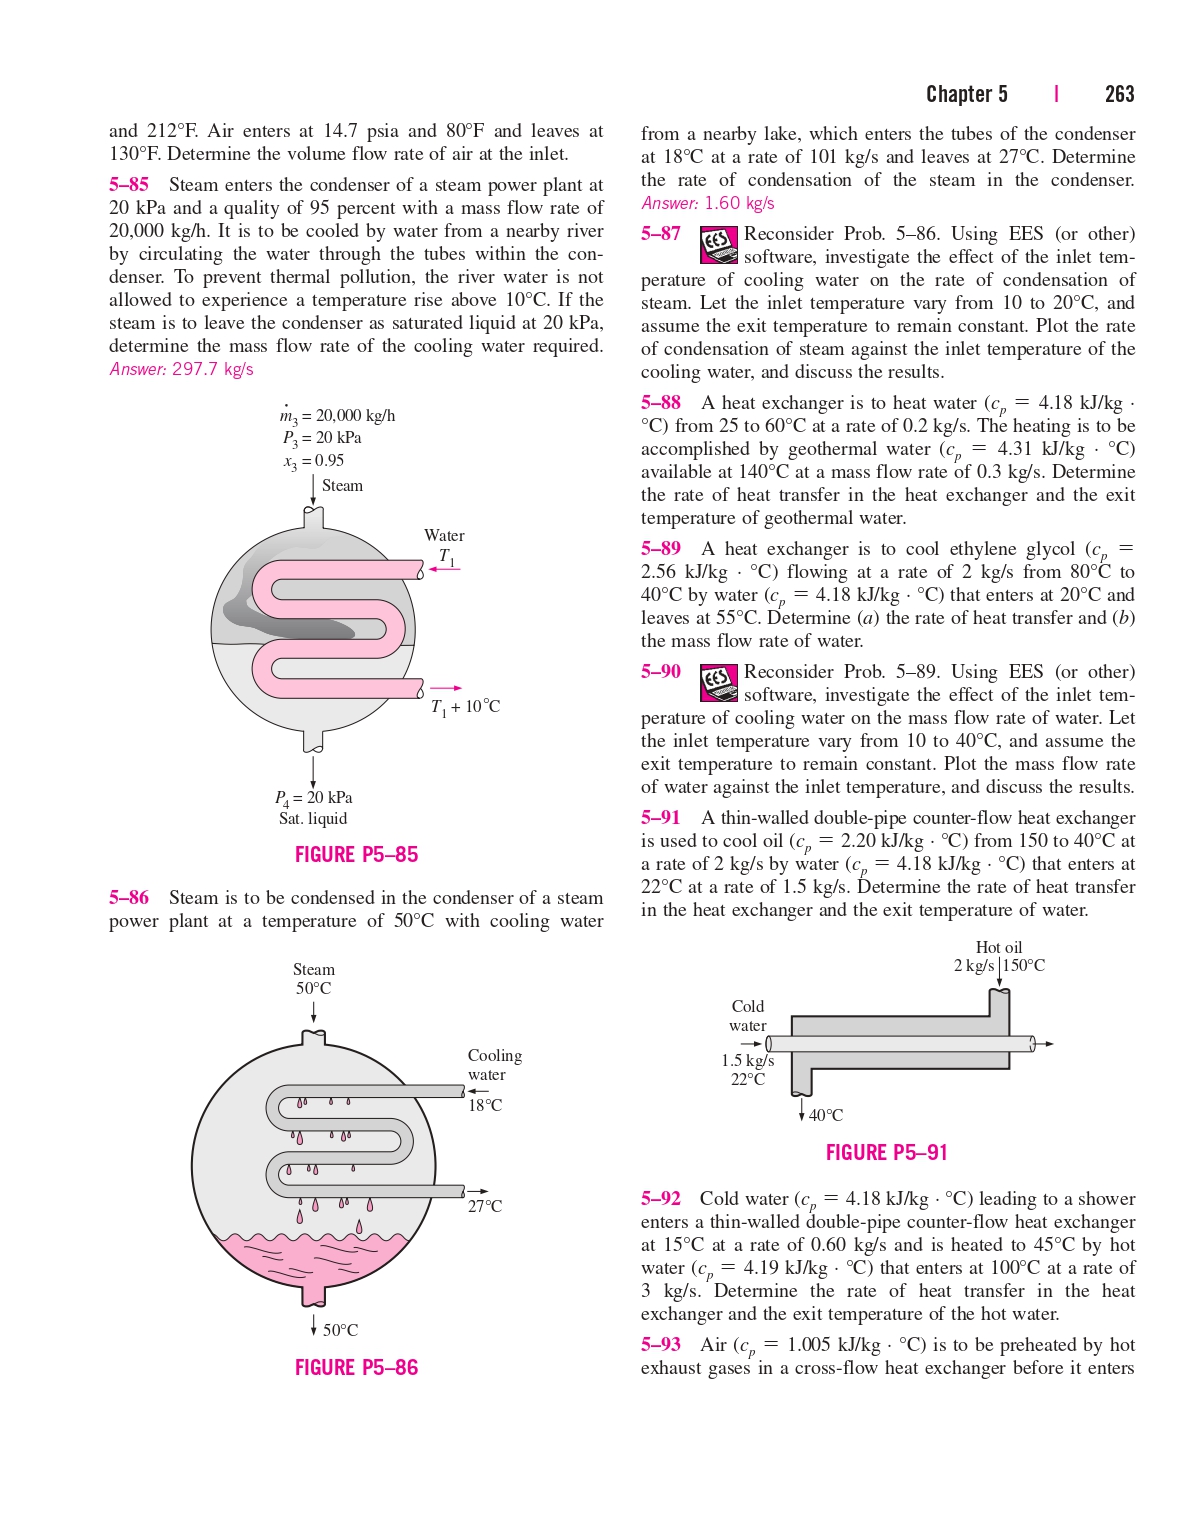 Chapter 5 | 263
and 212°F. Air enters at 14.7 psia and 80°F and leaves at
130°F. Determine the volume flow rate of air at the inlet.
5–85 Steam enters the condenser of a steam power plant at
20 kPa and a quality of 95 percent with a mass flow rate of
20,000 kg/h. It is to be cooled by water from a nearby river
by circulating the water through the tubes within the con-
denser. To prevent thermal pollution, the river water is not
allowed to experience a temperature rise above 10°C. If the
steam is to leave the condenser as saturated liquid at 20 kPa,
determine the mass flow rate of the cooling water required.
Answer: 297.7 kg/s
ṁ₃ = 20,000 kg/h
P₃ = 20 kPa
x₃ = 0.95
Steam
Water
T₁
T₁ + 10°C
P₄ = 20 kPa
Sat. liquid
FIGURE P5–85
5–86 Steam is to be condensed in the condenser of a steam
power plant at a temperature of 50°C with cooling water
Steam
50°C
Cooling
water
18°C
27°C
50°C
FIGURE P5–86
from a nearby lake, which enters the tubes of the condenser
at 18°C at a rate of 101 kg/s and leaves at 27°C. Determine
the rate of condensation of the steam in the condenser.
Answer: 1.60 kg/s
5–87 EES Reconsider Prob. 5–86. Using EES (or other)
software, investigate the effect of the inlet tem-
perature of cooling water on the rate of condensation of
steam. Let the inlet temperature vary from 10 to 20°C, and
assume the exit temperature to remain constant. Plot the rate
of condensation of steam against the inlet temperature of the
cooling water, and discuss the results.
5–88 A heat exchanger is to heat water (cₚ = 4.18 kJ/kg ·
°C) from 25 to 60°C at a rate of 0.2 kg/s. The heating is to be
accomplished by geothermal water (cₚ = 4.31 kJ/kg · °C)
available at 140°C at a mass flow rate of 0.3 kg/s. Determine
the rate of heat transfer in the heat exchanger and the exit
temperature of geothermal water.
5–89 A heat exchanger is to cool ethylene glycol (cₚ =
2.56 kJ/kg · °C) flowing at a rate of 2 kg/s from 80°C to
40°C by water (cₚ = 4.18 kJ/kg · °C) that enters at 20°C and
leaves at 55°C. Determine (a) the rate of heat transfer and (b)
the mass flow rate of water.
5–90 EES Reconsider Prob. 5–89. Using EES (or other)
software, investigate the effect of the inlet tem-
perature of cooling water on the mass flow rate of water. Let
the inlet temperature vary from 10 to 40°C, and assume the
exit temperature to remain constant. Plot the mass flow rate
of water against the inlet temperature, and discuss the results.
5–91 A thin-walled double-pipe counter-flow heat exchanger
is used to cool oil (cₚ = 2.20 kJ/kg · °C) from 150 to 40°C at
a rate of 2 kg/s by water (cₚ = 4.18 kJ/kg · °C) that enters at
22°C at a rate of 1.5 kg/s. Determine the rate of heat transfer
in the heat exchanger and the exit temperature of water.
Hot oil
2 kg/s 150°C
Cold
water
1.5 kg/s
22°C
40°C
FIGURE P5–91
5–92 Cold water (cₚ = 4.18 kJ/kg · °C) leading to a shower
enters a thin-walled double-pipe counter-flow heat exchanger
at 15°C at a rate of 0.60 kg/s and is heated to 45°C by hot
water (cₚ = 4.19 kJ/kg · °C) that enters at 100°C at a rate of
3 kg/s. Determine the rate of heat transfer in the heat
exchanger and the exit temperature of the hot water.
5–93 Air (cₚ = 1.005 kJ/kg · °C) is to be preheated by hot
exhaust gases in a cross-flow heat exchanger before it enters